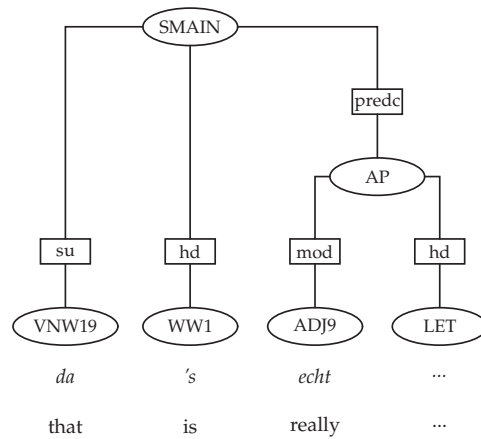 SMAIN
predc
AP
su hd mod hd
VNW19 WW1 ADJ9 LET
da 's echt ...
that is really ...